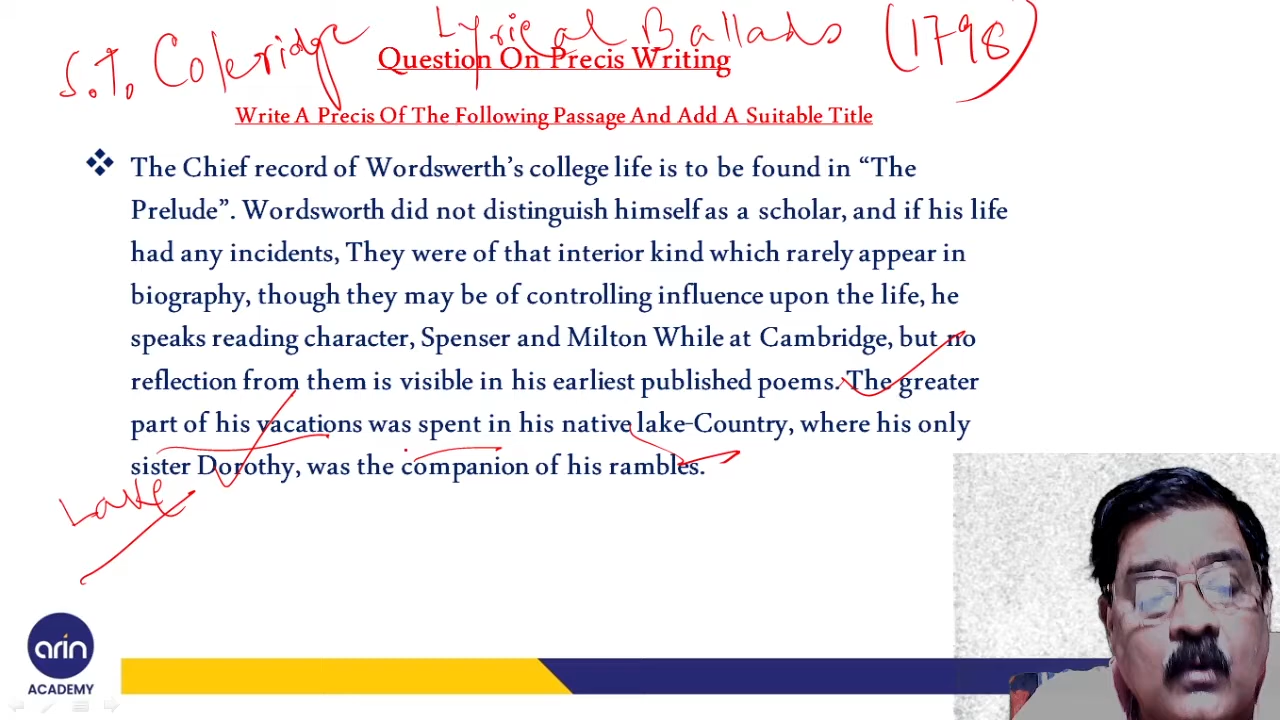 S.T. Coleridge Lyrical Ballads (1798)
Question On Precis Writing
Write A Precis Of The Following Passage And Add A Suitable Title
The Chief record of Wordswerth's college life is to be found in “The
Prelude”. Wordsworth did not distinguish himself as a scholar, and if his life
had any incidents, They were of that interior kind which rarely appear in
biography, though they may be of controlling influence upon the life, he
speaks reading character, Spenser and Milton While at Cambridge, but no
reflection from them is visible in his earliest published poems. The greater
part of his vacations was spent in his native lake-Country, where his only
sister Dorothy, was the companion of his rambles.
Lake
arin
ACADEMY